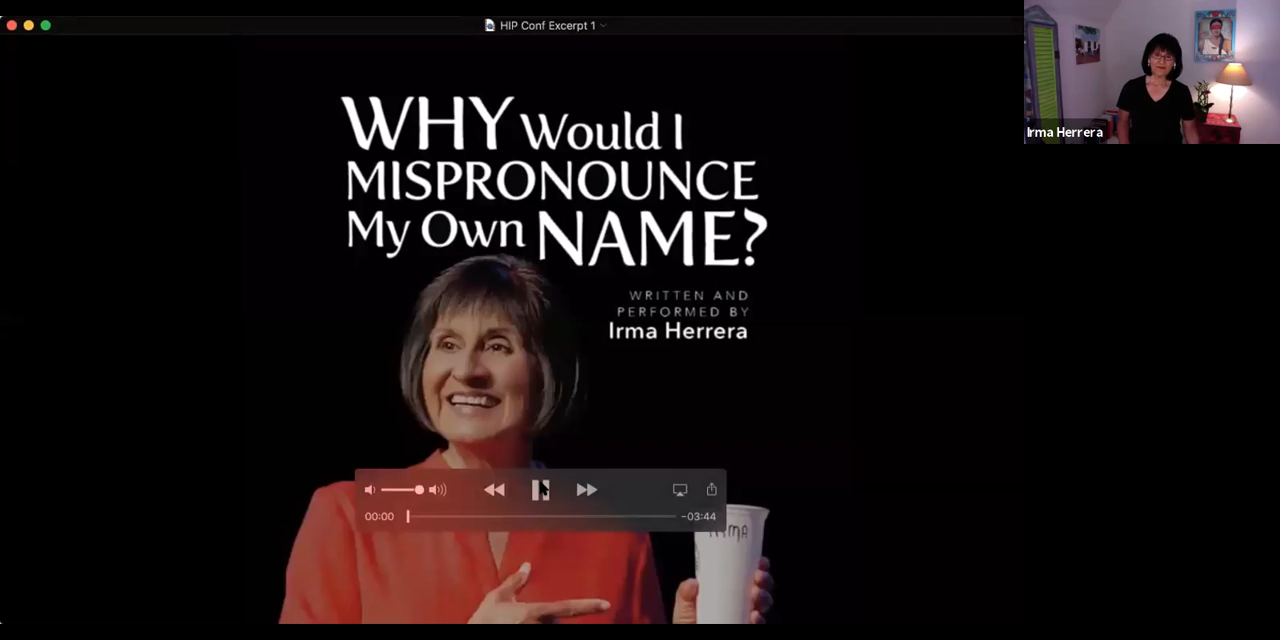 HIP Conf Excerpt 1
WHY Would I
MISPRONOUNCE
My Own NAME?
WRITTEN AND
PERFORMED BY
Irma Herrera
00:00
-03:44
Irma Herrera